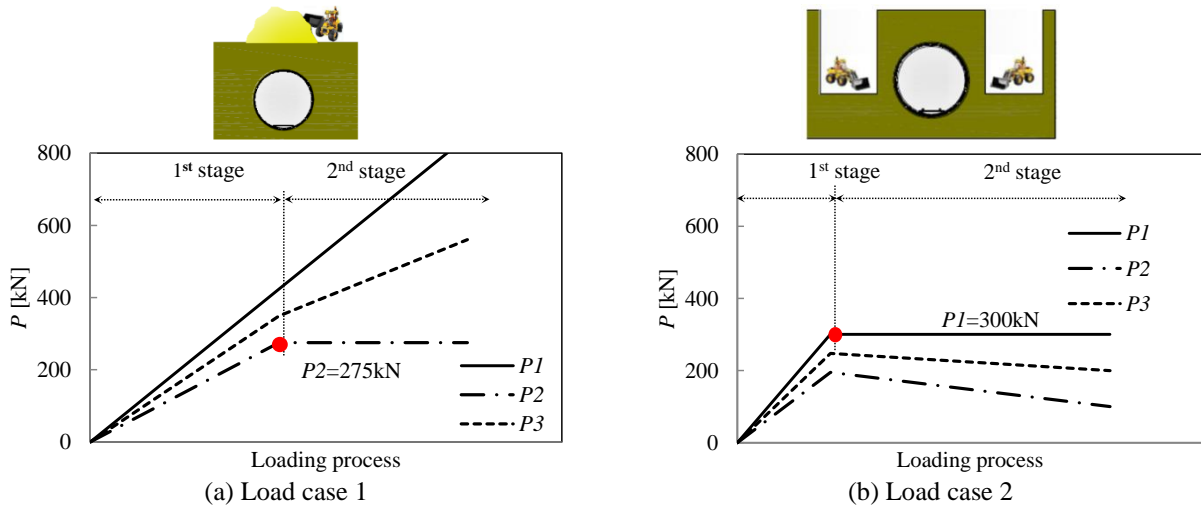 800
600
400
200
0
P [kN]
1st stage
2nd stage
P2=275kN
P1
P2
P3
Loading process
(a) Load case 1
800
600
400
200
0
P [kN]
1st stage
2nd stage
P1
P2
P3
P1=300kN
Loading process
(b) Load case 2